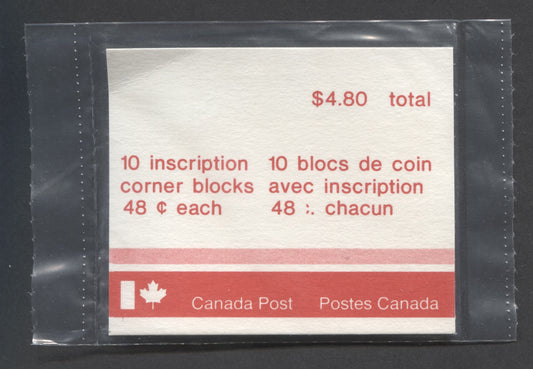 $4.80 total
10 inscription 10 blocs de coin
corner blocks avec inscription
48 ¢ each 48 :. chacun
Canada Post Postes Canada